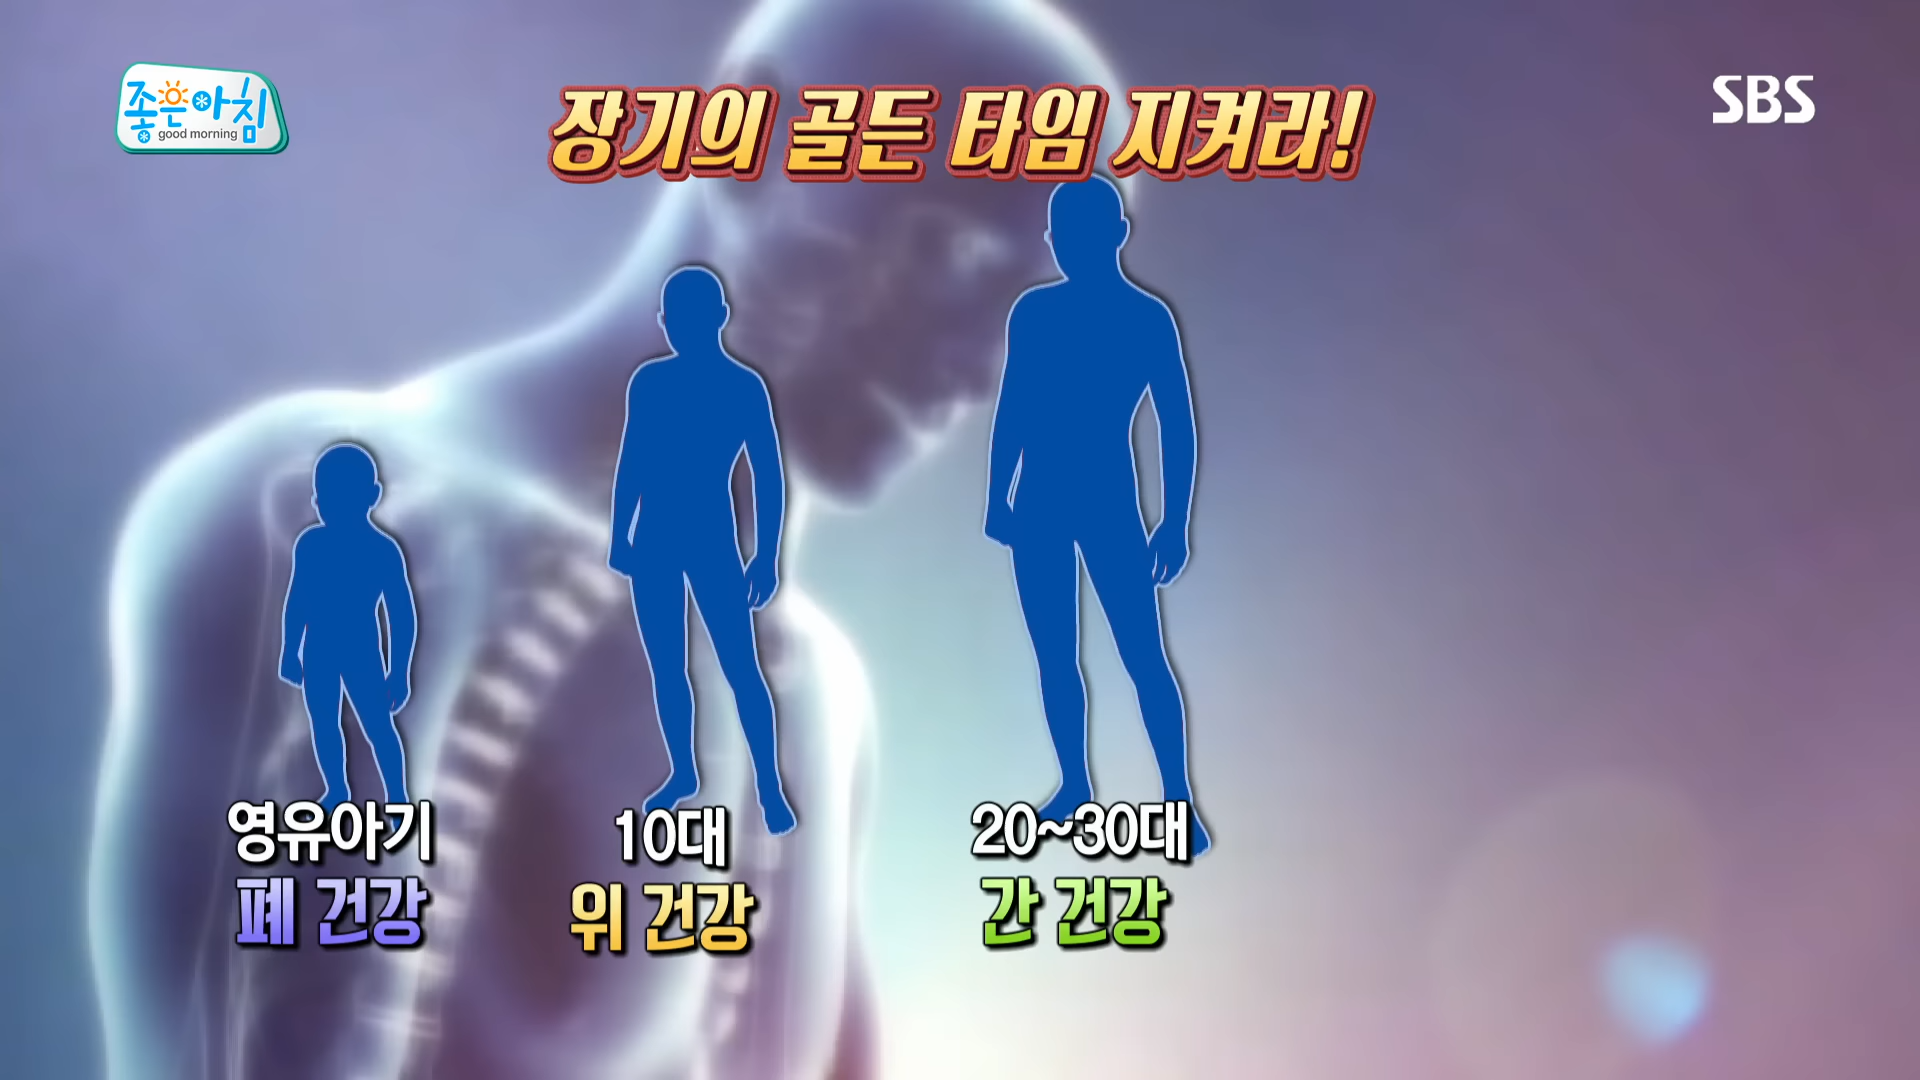 좋은아침
good morning
장기의 골든 타임 지켜라!
SBS
영유아기
폐 건강
10대
위 건강
20~30대
간 건강